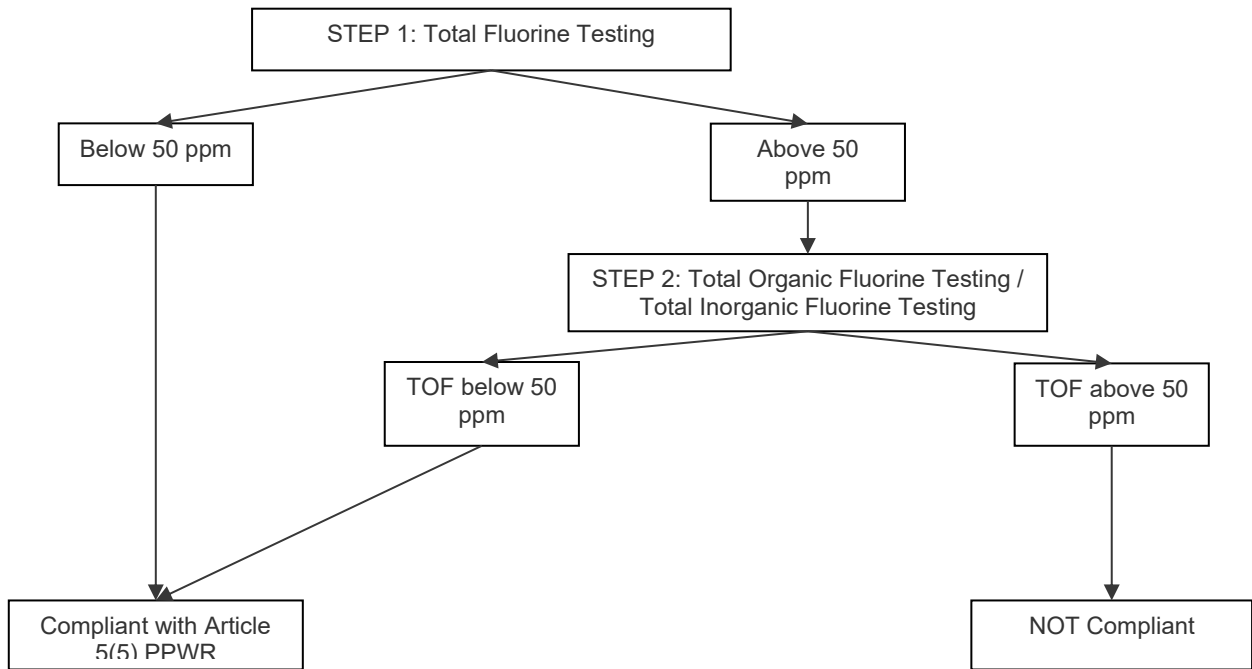 STEP 1: Total Fluorine Testing
Below 50 ppm
Above 50
ppm
STEP 2: Total Organic Fluorine Testing /
Total Inorganic Fluorine Testing
TOF below 50
ppm
TOF above 50
ppm
Compliant with Article
5(5) PPWR
NOT Compliant